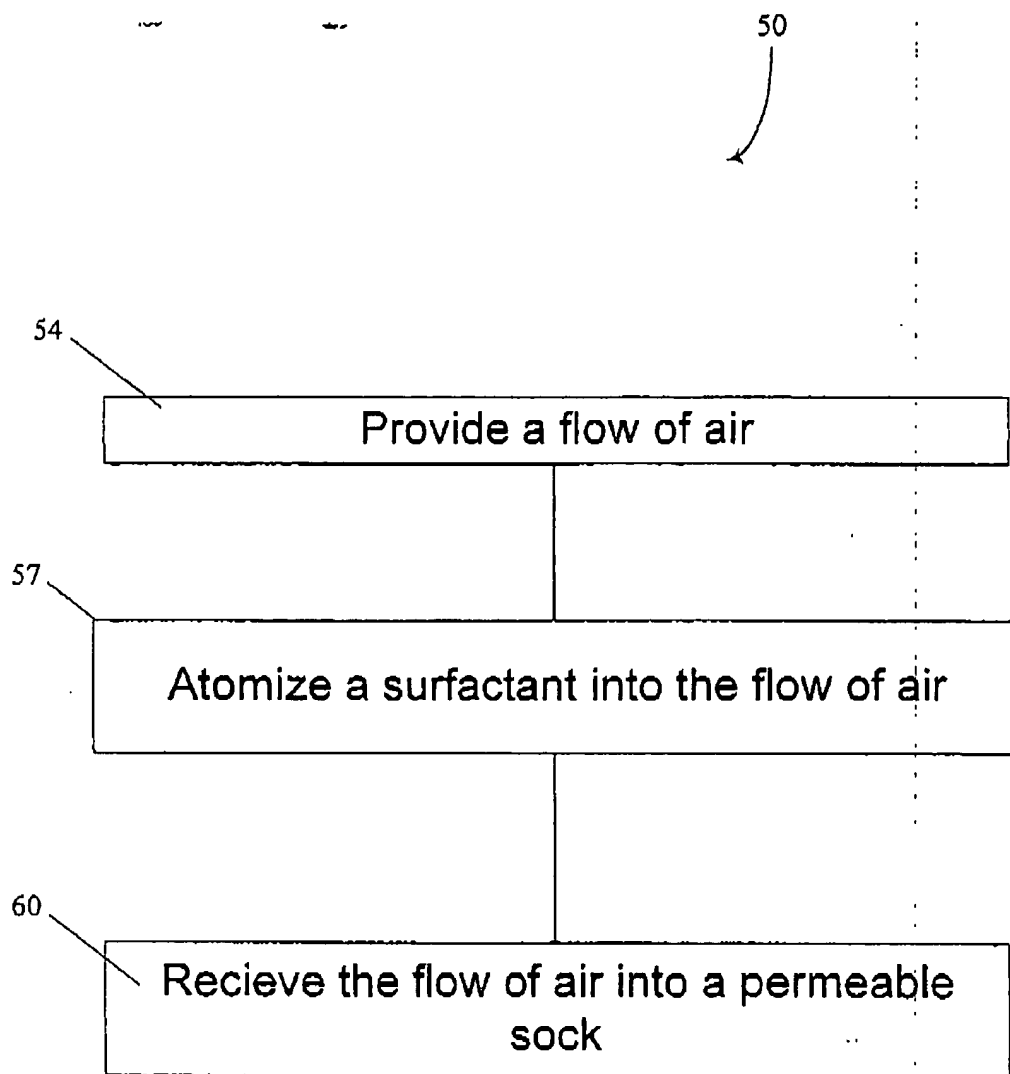 50
54
Provide a flow of air
57
Atomize a surfactant into the flow of air
60
Recieve the flow of air into a permeable
sock